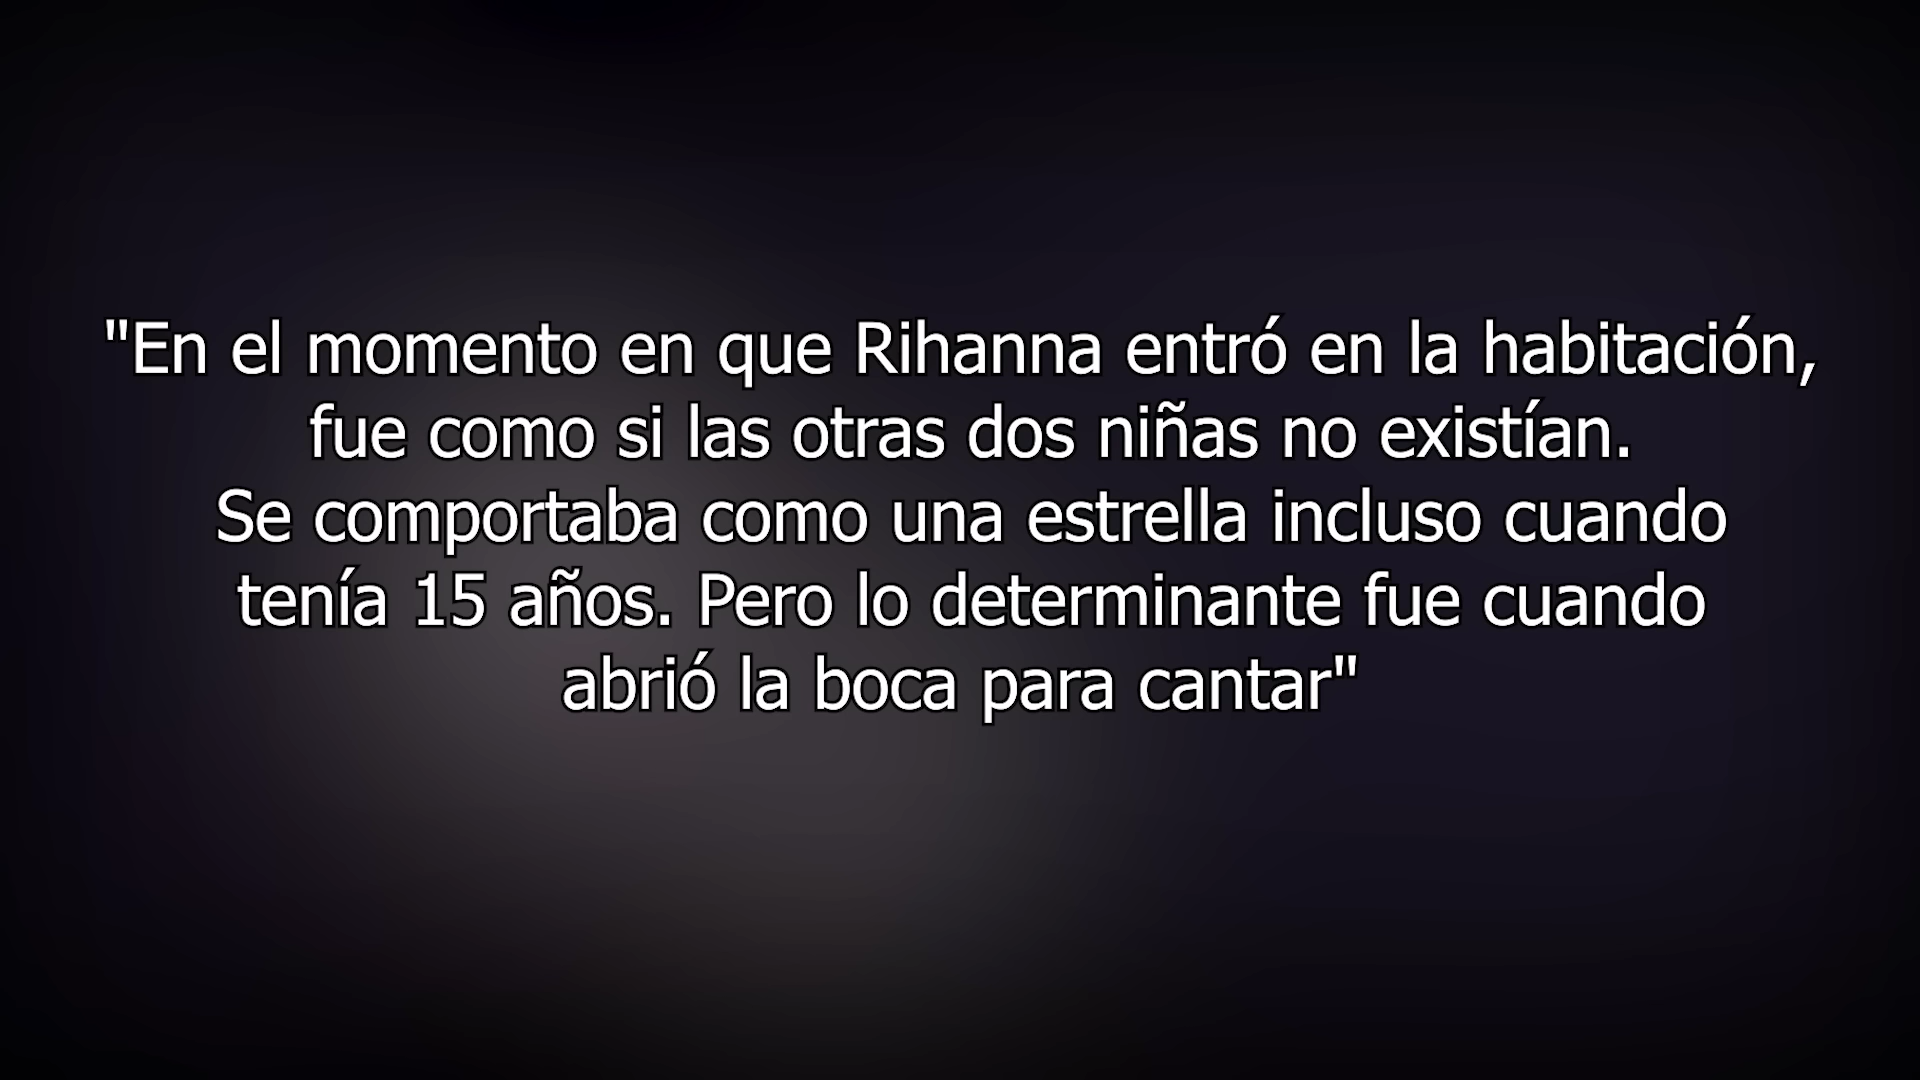 "En el momento en que Rihanna entró en la habitación,
fue como si las otras dos niñas no existían.
Se comportaba como una estrella incluso cuando
tenía 15 años. Pero lo determinante fue cuando
abrió la boca para cantar"